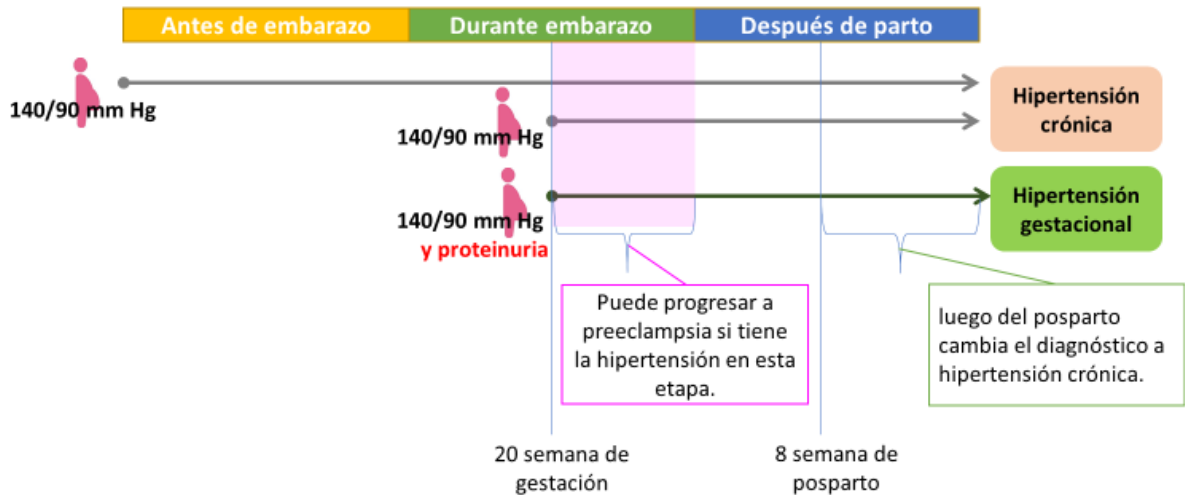 Antes de embarazo
Durante embarazo
Después de parto
140/90 mm Hg
140/90 mm Hg
Hipertensión
crónica
140/90 mm Hg
y proteinuria
Hipertensión
gestacional
Puede progresar a
preeclampsia si tiene
la hipertensión en esta
etapa.
luego del posparto
cambia el diagnóstico a
hipertensión crónica.
20 semana de
gestación
8 semana de
posparto